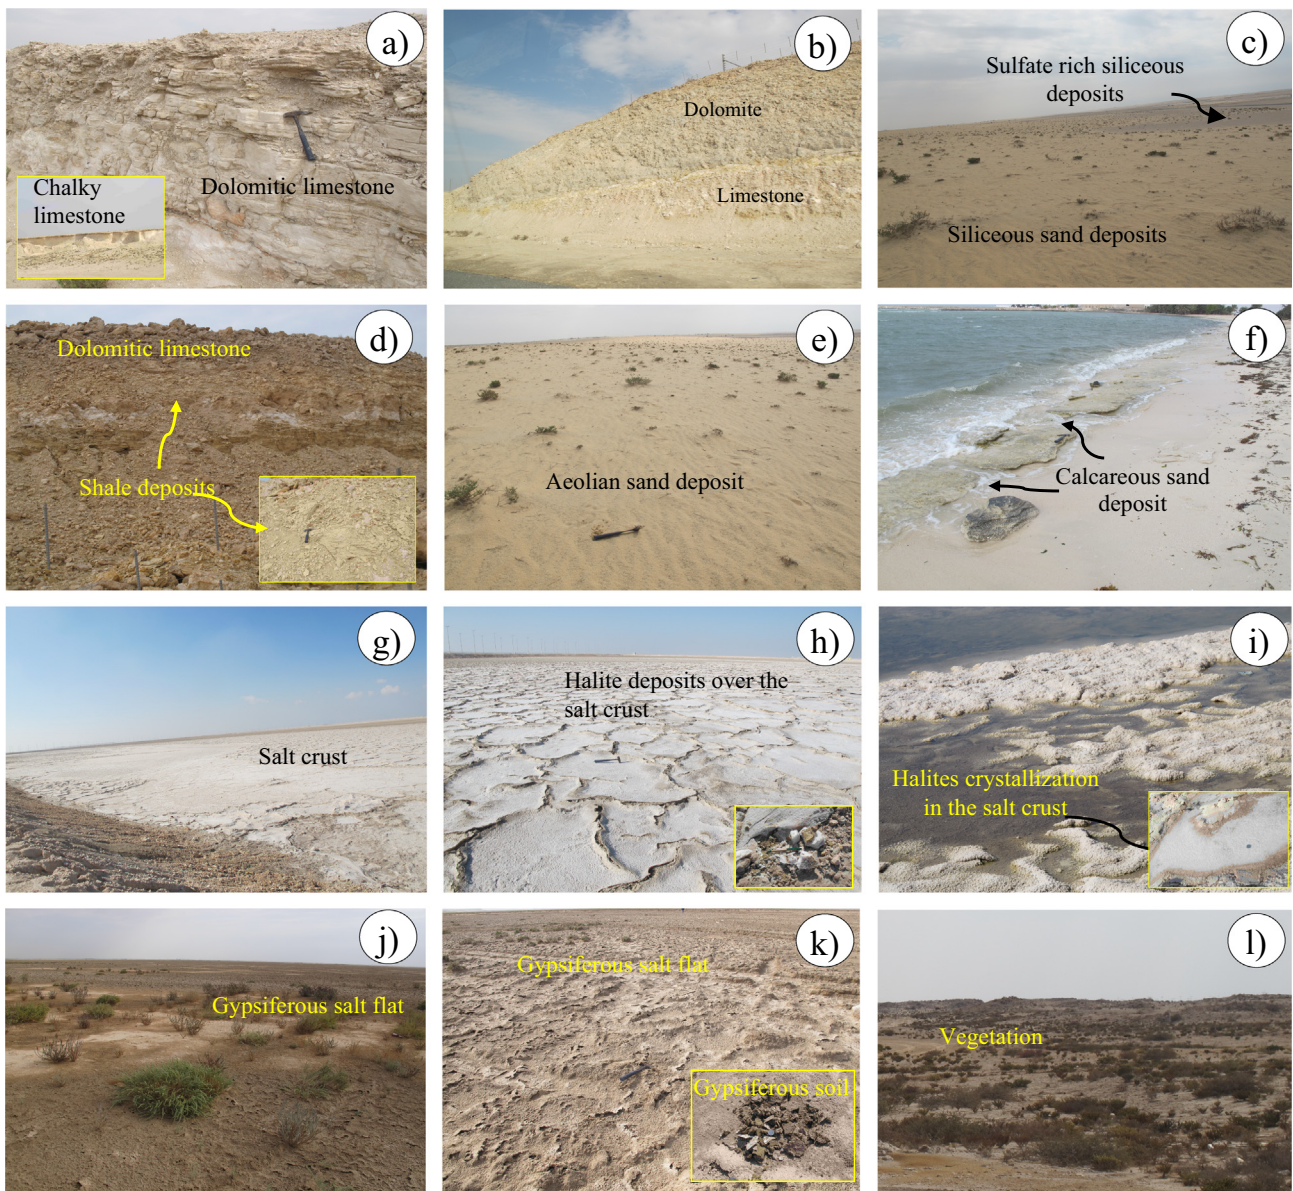 a)
Chalky
limestone
Dolomitic limestone
b)
Dolomite
Limestone
c)
Sulfate rich siliceous
deposits
Siliceous sand deposits
d)
Dolomitic limestone
Shale deposits
e)
Aeolian sand deposit
f)
Calcareous sand
deposit
g)
Salt crust
h)
Halite deposits over the
salt crust
i)
Halites crystallization
in the salt crust
j)
Gypsiferous salt flat
k)
Gypsiferous salt flat
Gypsiferous soil
l)
Vegetation